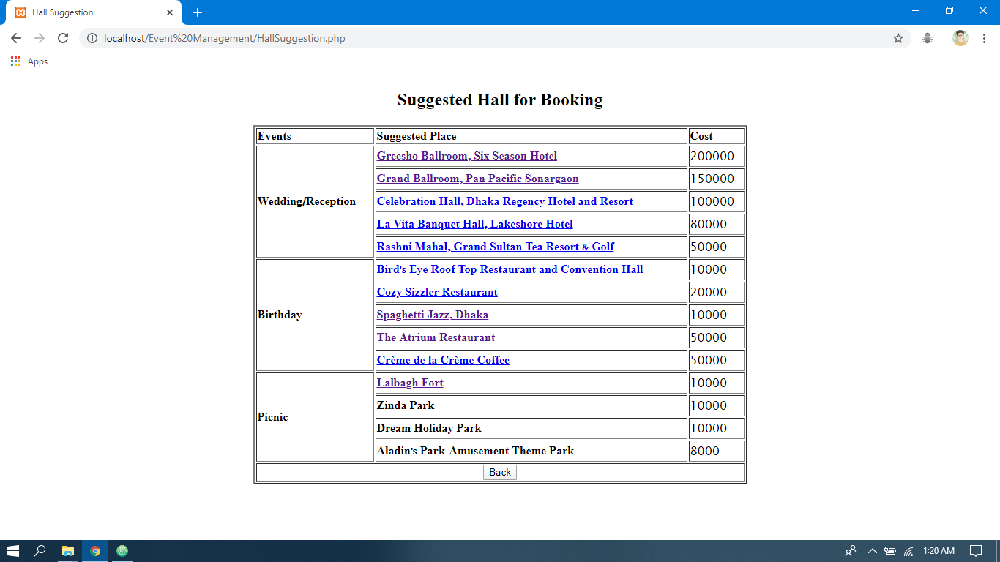 Hall Suggestion
localhost/Event%20Management/HallSuggestion.php
Apps
Suggested Hall for Booking
Events Suggested Place Cost
Wedding/Reception
Greesho Ballroom, Six Season Hotel 200000
Grand Ballroom, Pan Pacific Sonargaon 150000
Celebration Hall, Dhaka Regency Hotel and Resort 100000
La Vita Banquet Hall, Lakeshore Hotel 80000
Rashni Mahal, Grand Sultan Tea Resort & Golf 50000
Birthday
Bird's Eye Roof Top Restaurant and Convention Hall 10000
Cozy Sizzler Restaurant 20000
Spaghetti Jazz, Dhaka 10000
The Atrium Restaurant 50000
Crème de la Crème Coffee 50000
Picnic
Lalbagh Fort 10000
Zinda Park 10000
Dream Holiday Park 10000
Aladin's Park-Amusement Theme Park 8000
Back
1:20 AM